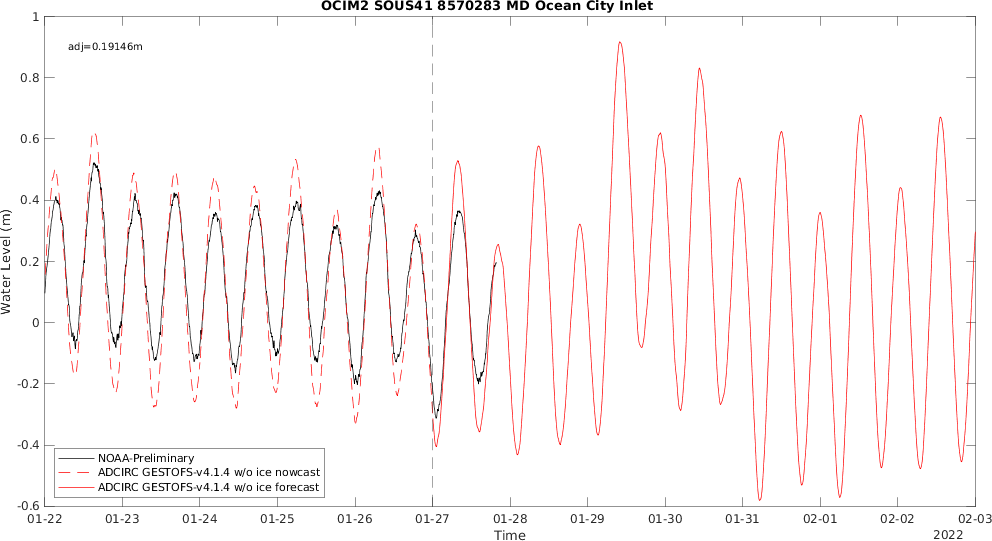 OCIM2 SOUS41 8570283 MD Ocean City Inlet
adj=0.19146m
1
0.8
0.6
0.4
0.2
0
-0.2
-0.4
-0.6
Water Level (m)
NOAA-Preliminary
ADCIRC GESTOFS-v4.1.4 w/o ice nowcast
ADCIRC GESTOFS-v4.1.4 w/o ice forecast
01-22 01-23 01-24 01-25 01-26 01-27 01-28 01-29 01-30 01-31 02-01 02-02 02-03
Time
2022